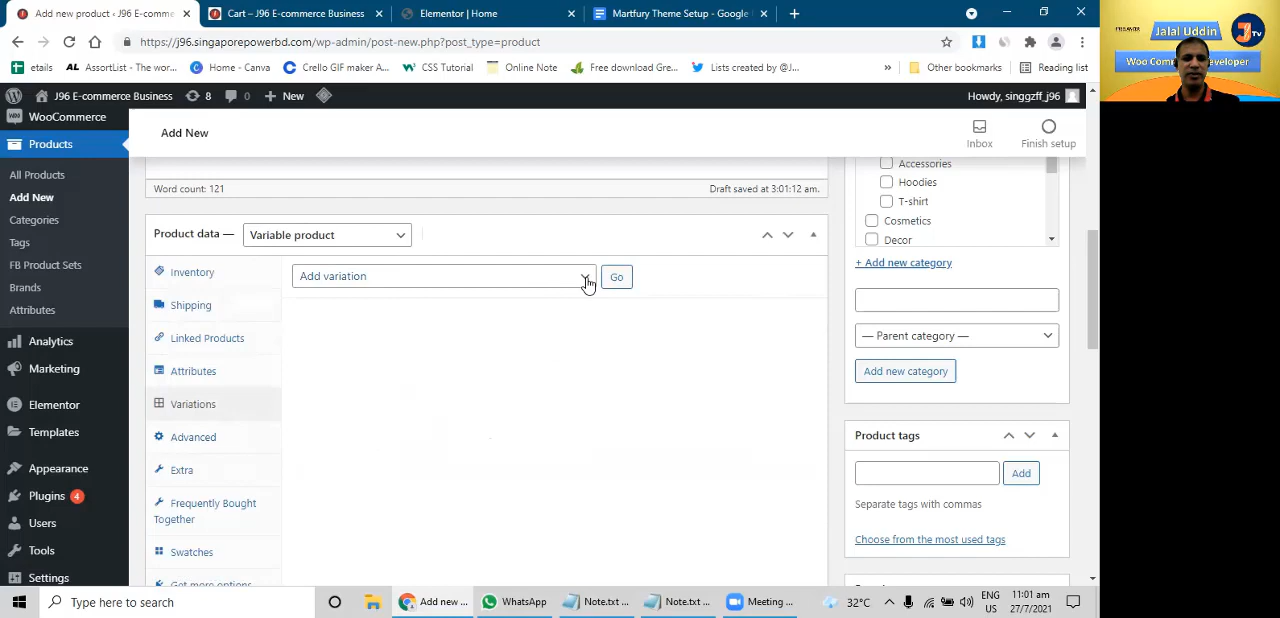 Add new product ‹ J96 E-commerc
Cart – J96 E-commerce Business
Elementor | Home
Martfury Theme Setup - Google
https://j96.singaporepowerbd.com/wp-admin/post-new.php?post_type=product
etails
AssortList - The wor...
Home - Canva
Crello GIF maker A...
CSS Tutorial
Online Note
Free download Gre...
Lists created by @J...
»
Other bookmarks
Reading list
J96 E-commerce Business
8
0
New
Howdy, singgzff_j96
WooCommerce
Products
All Products
Add New
Categories
Tags
FB Product Sets
Brands
Attributes
Analytics
Marketing
Elementor
Templates
Appearance
Plugins 4
Users
Tools
Settings
Add New
Inbox
Finish setup
Word count: 121
Draft saved at 3:01:12 am.
Product data — Variable product
Inventory
Shipping
Linked Products
Attributes
Variations
Advanced
Extra
Frequently Bought
Together
Swatches
Get more options
Add variation
Go
Accessories
Hoodies
T-shirt
Cosmetics
Decor
+ Add new category
— Parent category —
Add new category
Product tags
Add
Separate tags with commas
Choose from the most used tags
Jalal Uddin
TV
Type here to search
Add new ...
WhatsApp
Note.txt ...
Note.txt ...
Meeting ...
32°C
ENG
US
11:01 am
27/7/2021